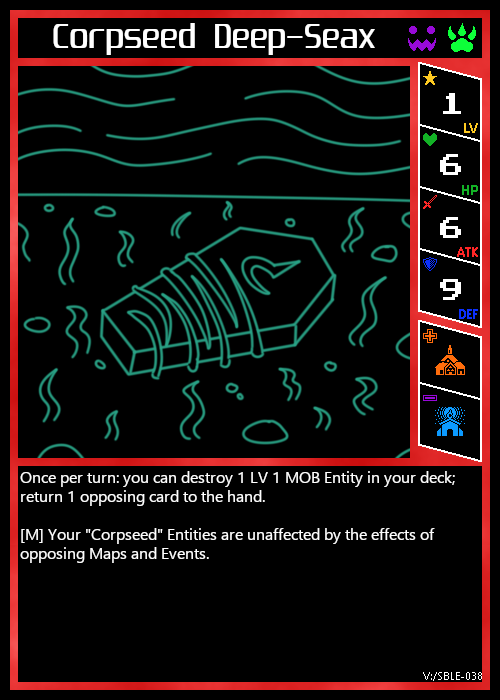 Corpseed Deep-Seax
1
LV
6
HP
6
ATK
9
DEF
Once per turn: you can destroy 1 LV 1 MOB Entity in your deck;
return 1 opposing card to the hand.
[M] Your "Corpseed" Entities are unaffected by the effects of
opposing Maps and Events.
V:/SBLE-038